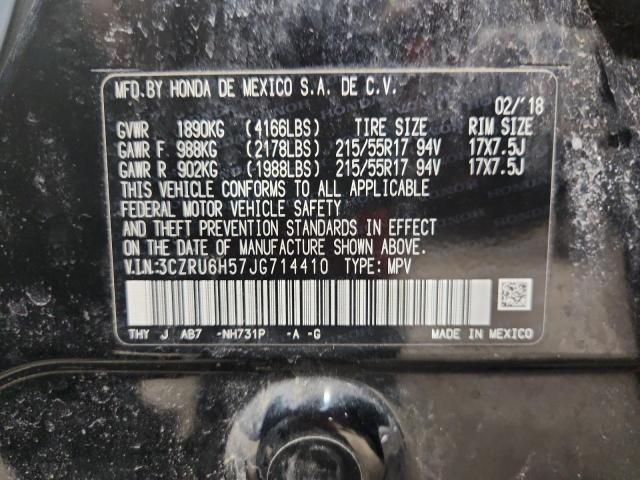 MFD.BY HONDA DE MEXICO S.A. DE C.V.
02/'18
GVWR 1890KG (4166LBS) TIRE SIZE RIM SIZE
GAWR F 988KG (2178LBS) 215/55R17 94V 17X7.5J
GAWR R 902KG (1988LBS) 215/55R17 94V 17X7.5J
THIS VEHICLE CONFORMS TO ALL APPLICABLE
FEDERAL MOTOR VEHICLE SAFETY
AND THEFT PREVENTION STANDARDS IN EFFECT
ON THE DATE OF MANUFACTURE SHOWN ABOVE.
V.I.N:3CZRU6H57JG714410 TYPE: MPV
THY J AB7 -NH731P -A -G MADE IN MEXICO